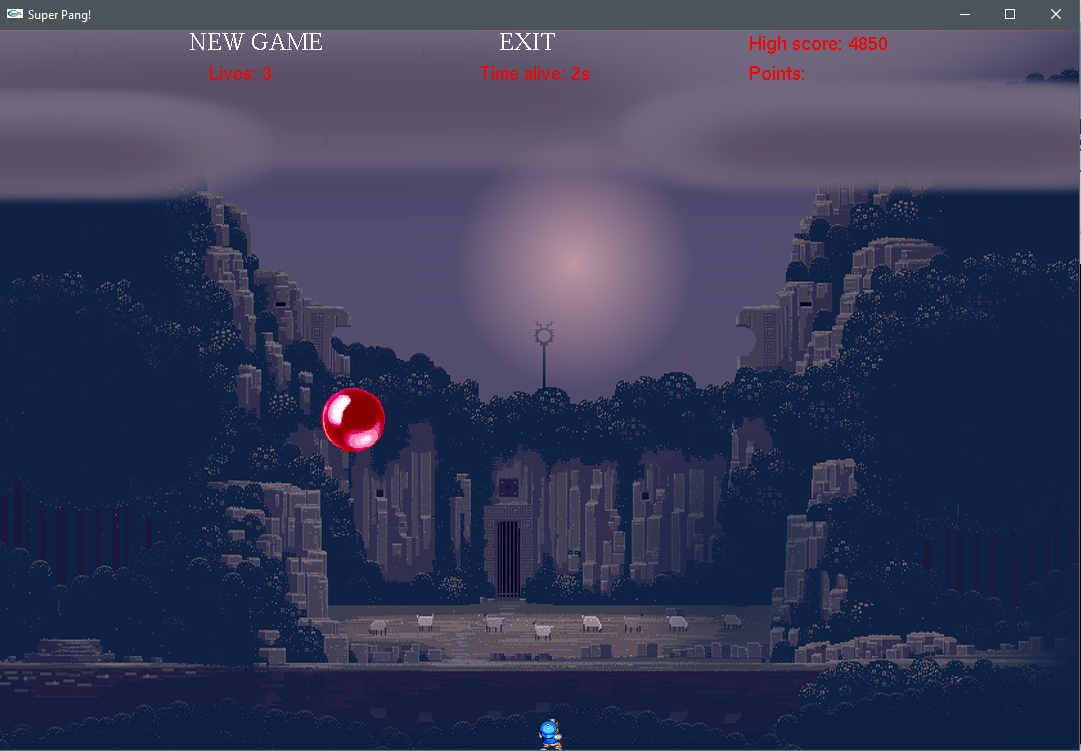 Super Pang!
NEW GAME EXIT High score: 4850
Lives: 3 Time alive: 2s Points: